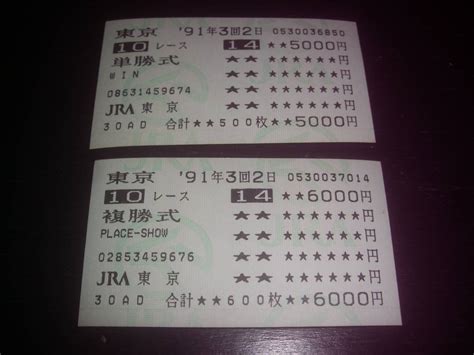 東京 '91年3回2日 0530036850
10 レース 14 ★★5000円
単勝式 ★★ ★★★★★★円
WIN ★★ ★★★★★★円
08631459674 ★★ ★★★★★★円
JRA 東京 ★★ ★★★★★★円
30AD 合計★★500枚★★5000円
東京 '91年3回2日 0530037014
10 レース 14 ★★6000円
複勝式 ★★ ★★★★★★円
PLACE-SHOW ★★ ★★★★★★円
02853459676 ★★ ★★★★★★円
JRA 東京 ★★ ★★★★★★円
30AD 合計★★600枚★★6000円
JRA
JRA